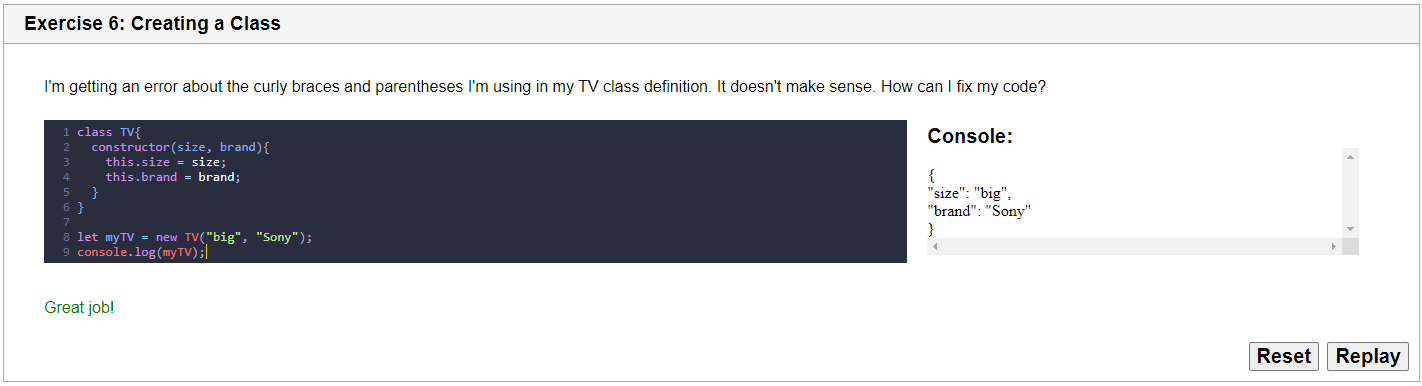 Exercise 6: Creating a Class
I'm getting an error about the curly braces and parentheses I'm using in my TV class definition. It doesn't make sense. How can I fix my code?
1 class TV{
2   constructor(size, brand){
3     this.size = size;
4     this.brand = brand;
5   }
6 }
7
8 let myTV = new TV("big", "Sony");
9 console.log(myTV);
Console:
{
"size": "big",
"brand": "Sony"
}
Great job!
Reset Replay